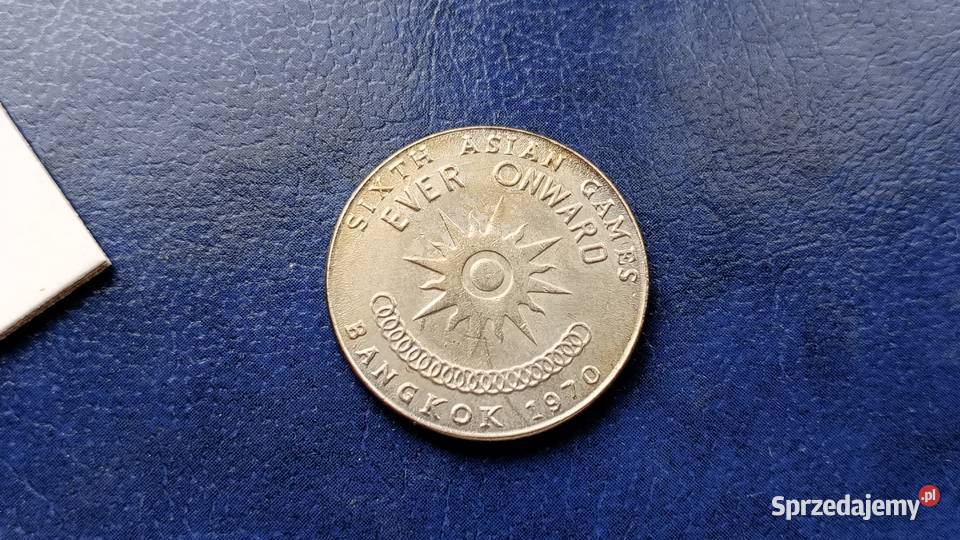 SIXTH ASIAN GAMES
EVER ONWARD
BANGKOK 1970
Sprzedajemy.pl